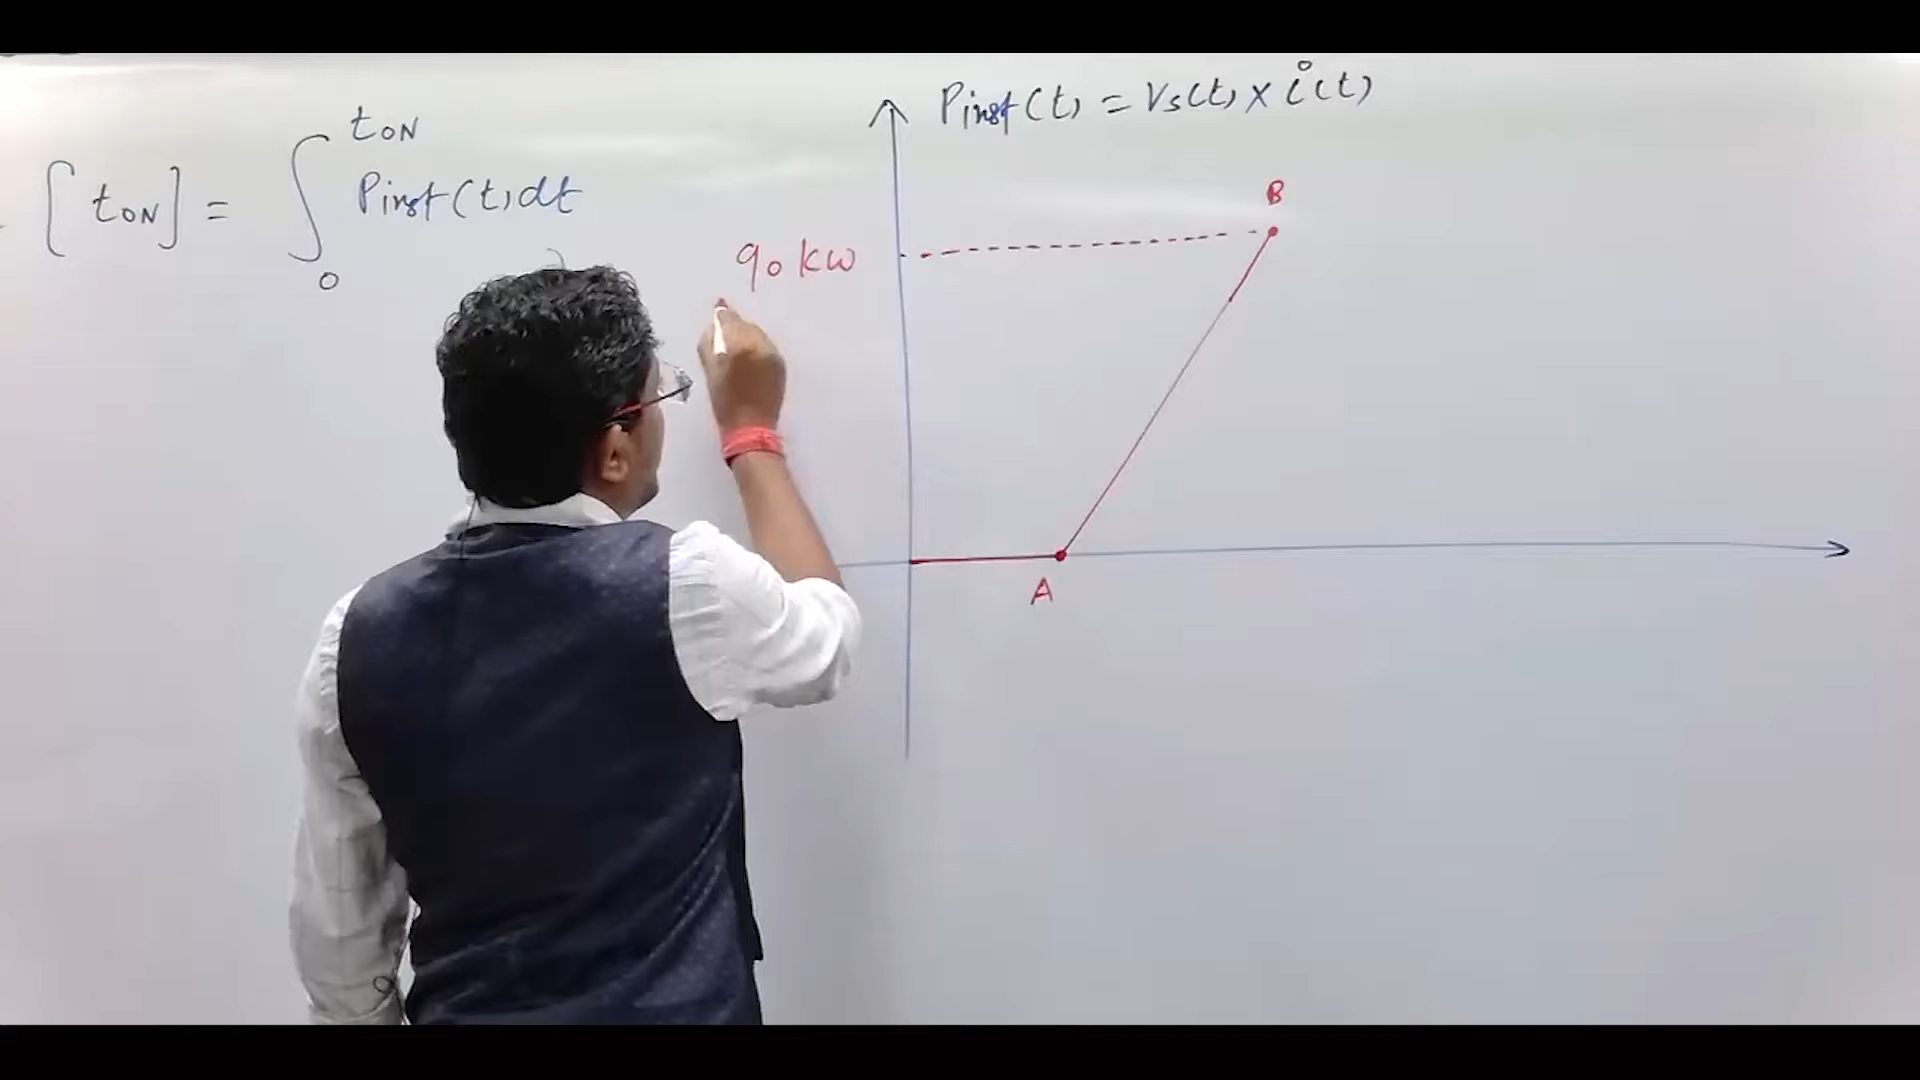 [tON] = ∫ tON 0 Pinst(t)dt
Pinst(t) = Vs(t) × i(t)
B
90 kw
A